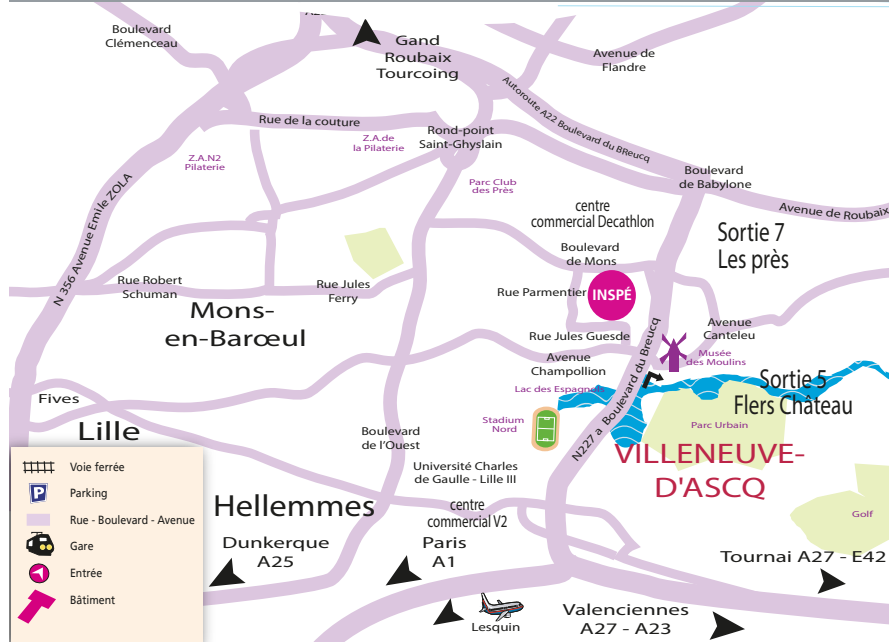 Boulevard
Clémenceau
Gand
Roubaix
Tourcoing
Avenue de
Flandre
Autoroute A22 Boulevard du BReucq
Rue de la couture
Z.A.de
la Pilaterie
Rond-point
Saint-Ghyslain
Z.A.N2
Pilaterie
Parc Club
des Près
Boulevard
de Babylone
Avenue de Roubaix
centre
commercial Decathlon
Sortie 7
Les près
N 356 Avenue Emile ZOLA
Boulevard
de Mons
Rue Robert
Schuman
Rue Jules
Ferry
Rue Parmentier
INSPÉ
Mons-
en-Barœul
Rue Jules Guesde
Avenue
Canteleu
Avenue
Champollion
Musée
des Moulins
N227 a Boulevard du Breucq
Lac des Espagnols
Sortie 5
Flers Château
Fives
Stadium
Nord
Parc Urbain
Lille
Boulevard
de l'Ouest
VILLENEUVE-
D'ASCQ
Université Charles
de Gaulle - Lille III
Voie ferrée
Parking
Rue - Boulevard - Avenue
Gare
Entrée
Bâtiment
Hellemmes
centre
commercial V2
Golf
Dunkerque
A25
Paris
A1
Tournai A27 - E42
Lesquin
Valenciennes
A27 - A23